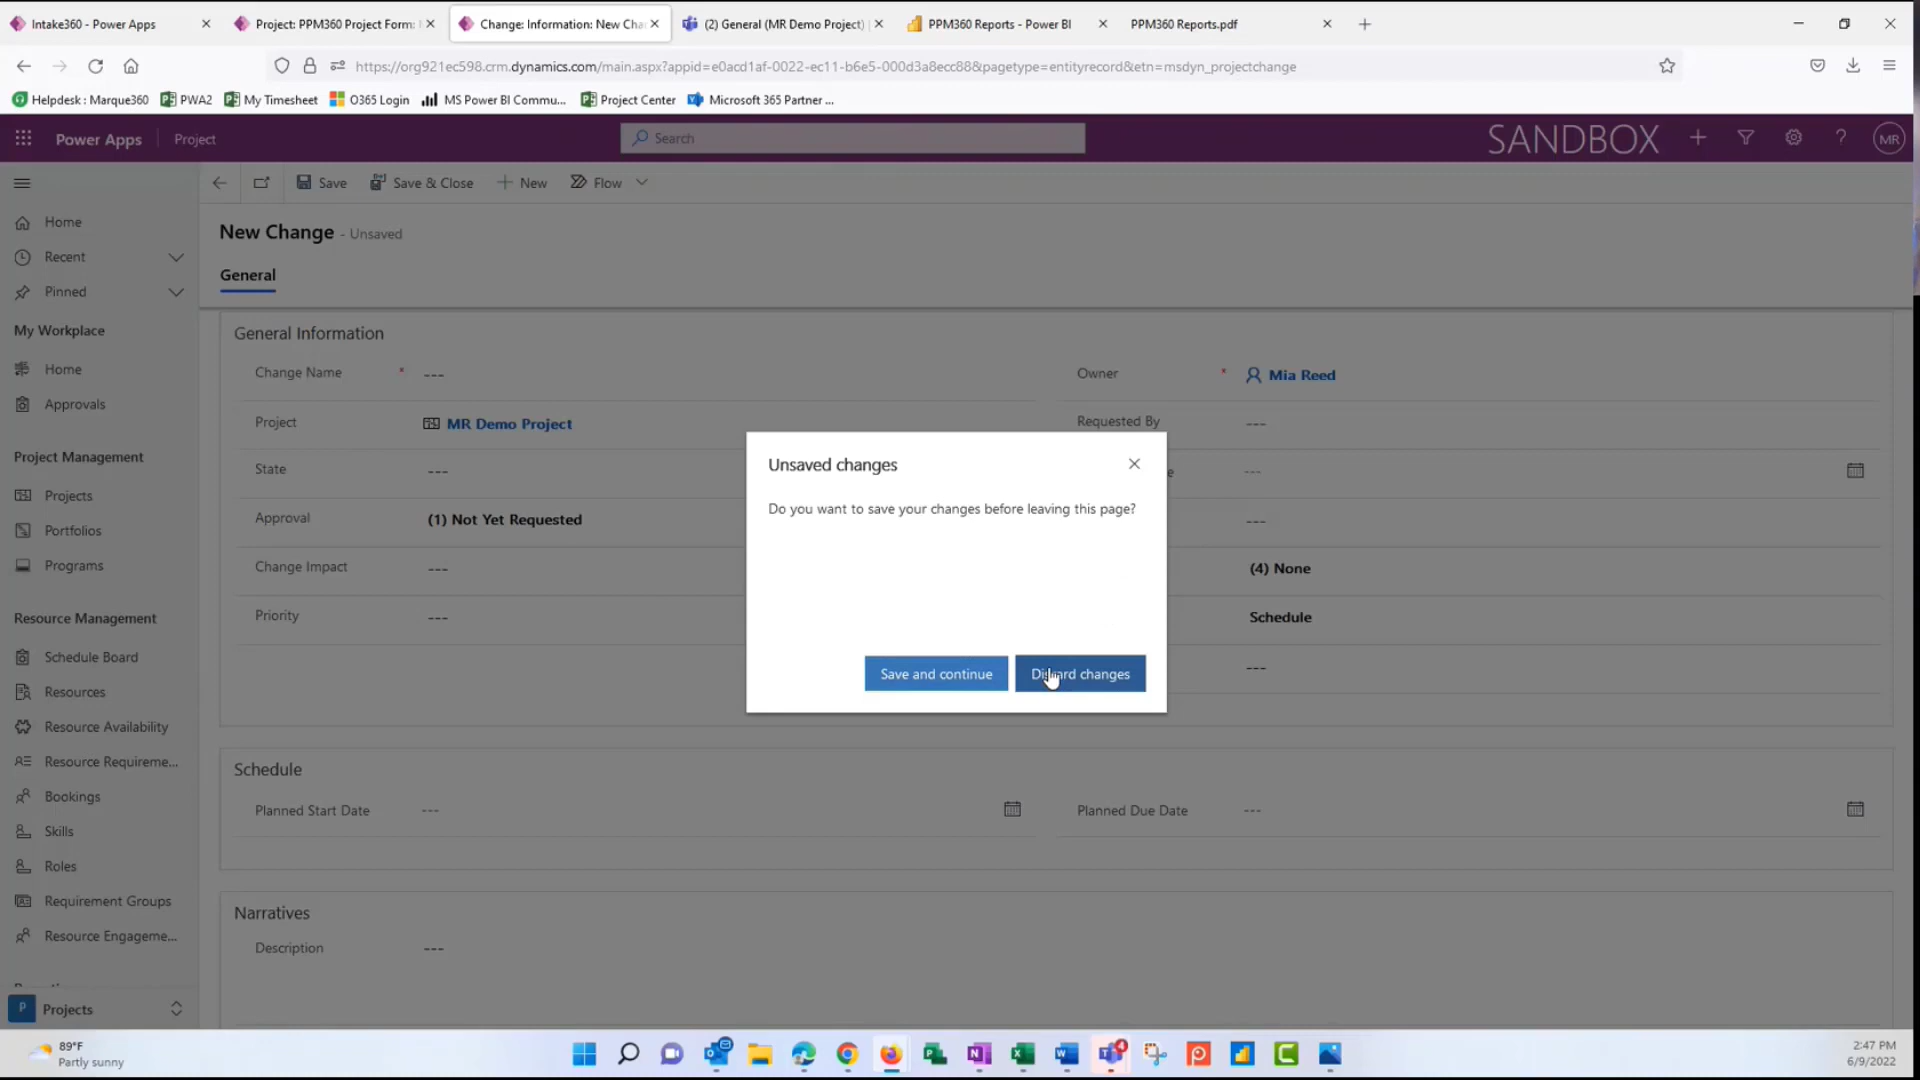 Intake360 - Power Apps
Project: PPM360 Project Form:
Change: Information: New Cha
(2) General (MR Demo Project) |
PPM360 Reports - Power BI
PPM360 Reports.pdf
https://org921ec598.crm.dynamics.com/main.aspx?appid=e0acd1af-0022-ec11-b6e5-000d3a8ecc88&pagetype=entityrecord&etn=msdyn_projectchange
Helpdesk : Marque360
PWA2
My Timesheet
O365 Login
MS Power BI Commu...
Project Center
Microsoft 365 Partner ...
Power Apps
Project
Search
SANDBOX
MR
Save
Save & Close
New
Flow
New Change - Unsaved
General
Home
Recent
Pinned
My Workplace
Home
Approvals
Project Management
Projects
Portfolios
Programs
Resource Management
Schedule Board
Resources
Resource Availability
Resource Requireme...
Bookings
Skills
Roles
Requirement Groups
Resource Engageme...
P Projects
General Information
Change Name * ---
Owner * Mia Reed
Project MR Demo Project
Requested By ---
State ---
e ---
Approval (1) Not Yet Requested
---
Change Impact ---
(4) None
Priority ---
Schedule
---
Unsaved changes
Do you want to save your changes before leaving this page?
Save and continue
Discard changes
Schedule
Planned Start Date ---
Planned Due Date ---
Narratives
Description ---
89°F
Partly sunny
4
2:47 PM
6/9/2022